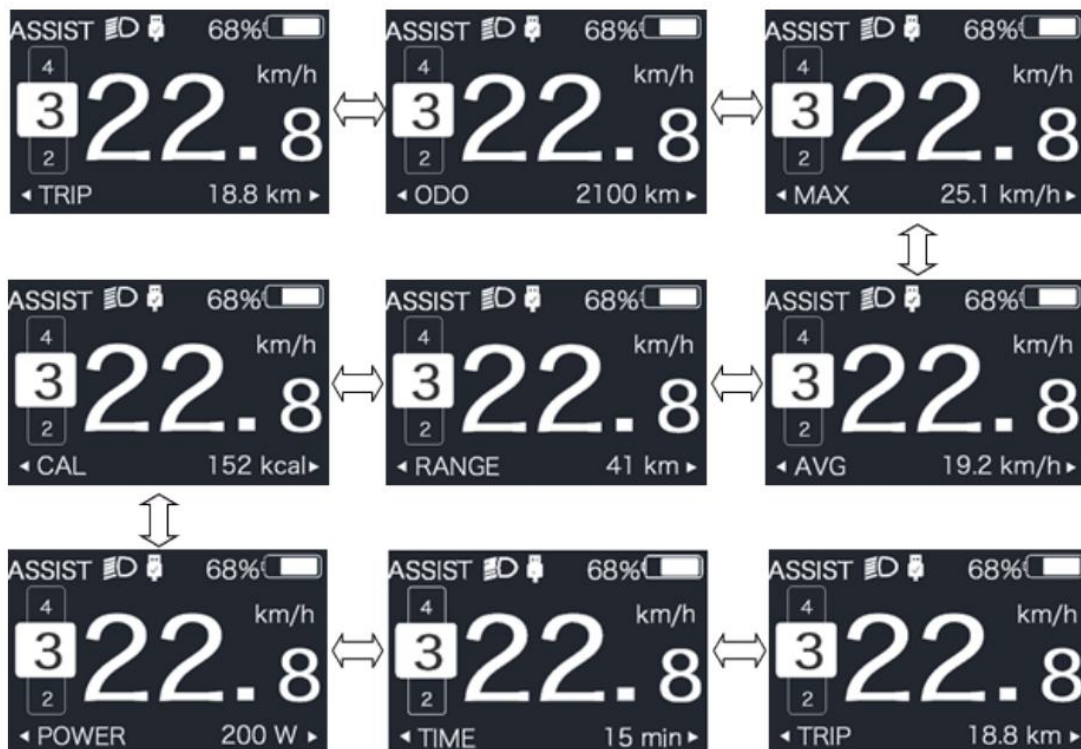 ASSIST 68%
4
km/h
3
22.8
2
TRIP 18.8 km
ASSIST 68%
4
km/h
3
22.8
2
ODO 2100 km
ASSIST 68%
4
km/h
3
22.8
2
MAX 25.1 km/h
ASSIST 68%
4
km/h
3
22.8
2
CAL 152 kcal
ASSIST 68%
4
km/h
3
22.8
2
RANGE 41 km
ASSIST 68%
4
km/h
3
22.8
2
AVG 19.2 km/h
ASSIST 68%
4
km/h
3
22.8
2
POWER 200 W
ASSIST 68%
4
km/h
3
22.8
2
TIME 15 min
ASSIST 68%
4
km/h
3
22.8
2
TRIP 18.8 km